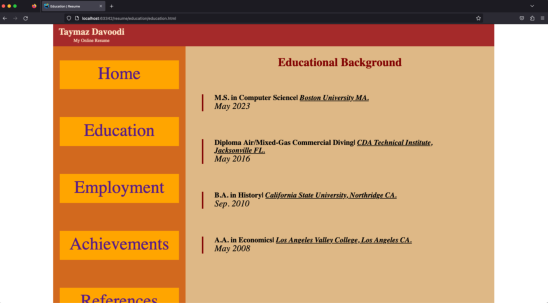 Education | Resume
localhost:63342/resume/education/education.html
Taymaz Davoodi
My Online Resume
Home
Education
Employment
Achievements
References
Educational Background
M.S. in Computer Science| Boston University MA.
May 2023
Diploma Air/Mixed-Gas Commercial Diving| CDA Technical Institute,
Jacksonville FL.
May 2016
B.A. in History| California State University, Northridge CA.
Sep. 2010
A.A. in Economics| Los Angeles Valley College, Los Angeles CA.
May 2008